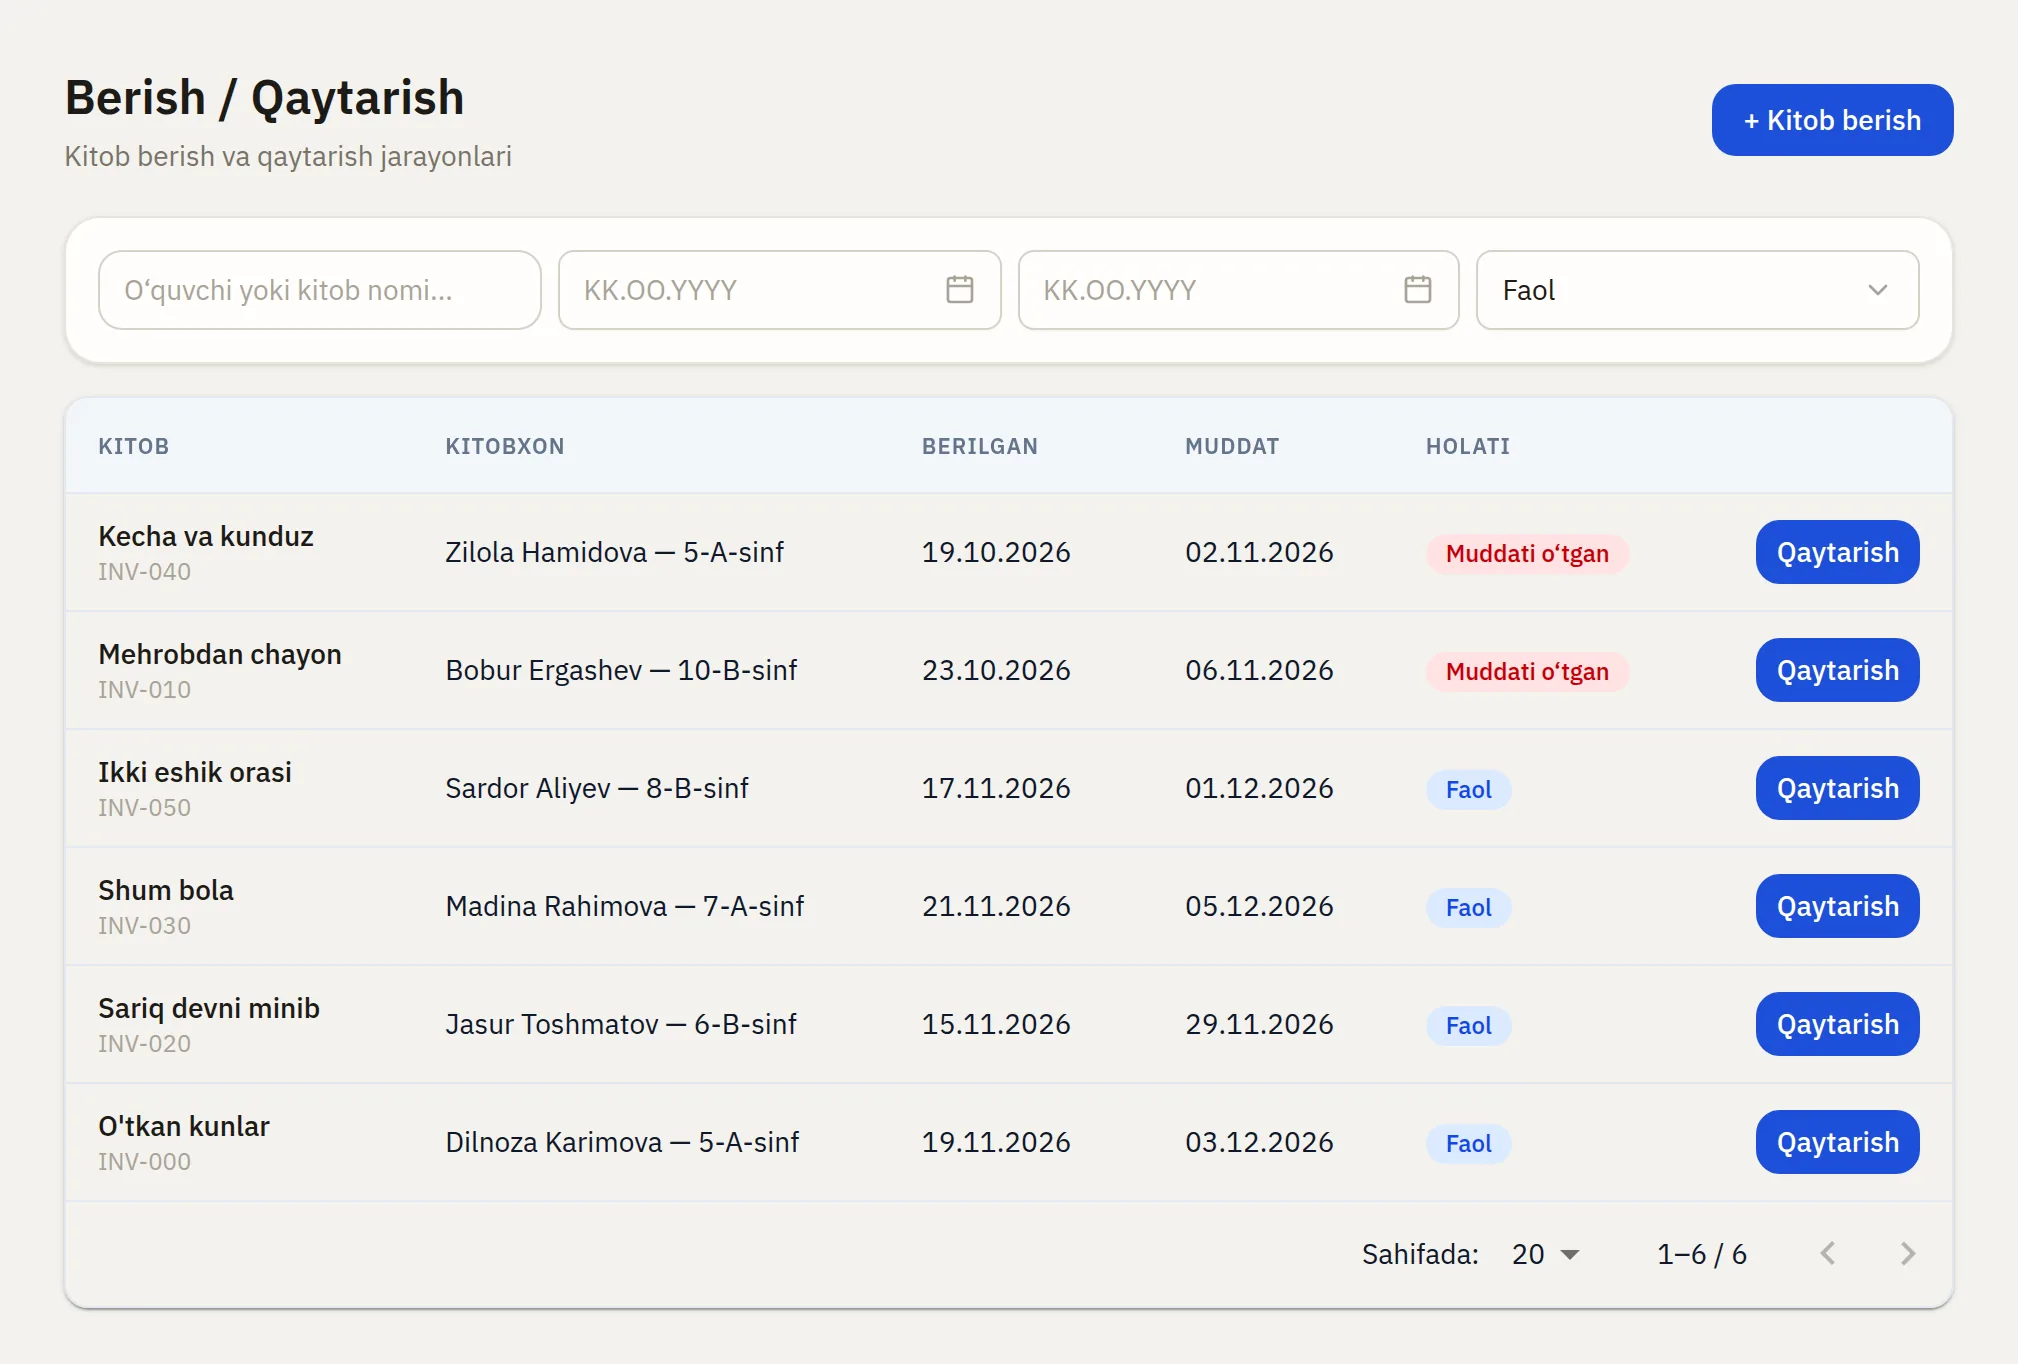 Berish / Qaytarish
Kitob berish va qaytarish jarayonlari
+ Kitob berish
Oʻquvchi yoki kitob nomi...
KK.OO.YYYY
KK.OO.YYYY
Faol
KITOB KITOBXON BERILGAN MUDDAT HOLATI
Kecha va kunduz
INV-040
Zilola Hamidova — 5-A-sinf 19.10.2026 02.11.2026 Muddati oʻtgan Qaytarish
Mehrobdan chayon
INV-010
Bobur Ergashev — 10-B-sinf 23.10.2026 06.11.2026 Muddati oʻtgan Qaytarish
Ikki eshik orasi
INV-050
Sardor Aliyev — 8-B-sinf 17.11.2026 01.12.2026 Faol Qaytarish
Shum bola
INV-030
Madina Rahimova — 7-A-sinf 21.11.2026 05.12.2026 Faol Qaytarish
Sariq devni minib
INV-020
Jasur Toshmatov — 6-B-sinf 15.11.2026 29.11.2026 Faol Qaytarish
O'tkan kunlar
INV-000
Dilnoza Karimova — 5-A-sinf 19.11.2026 03.12.2026 Faol Qaytarish
Sahifada: 20 1–6 / 6